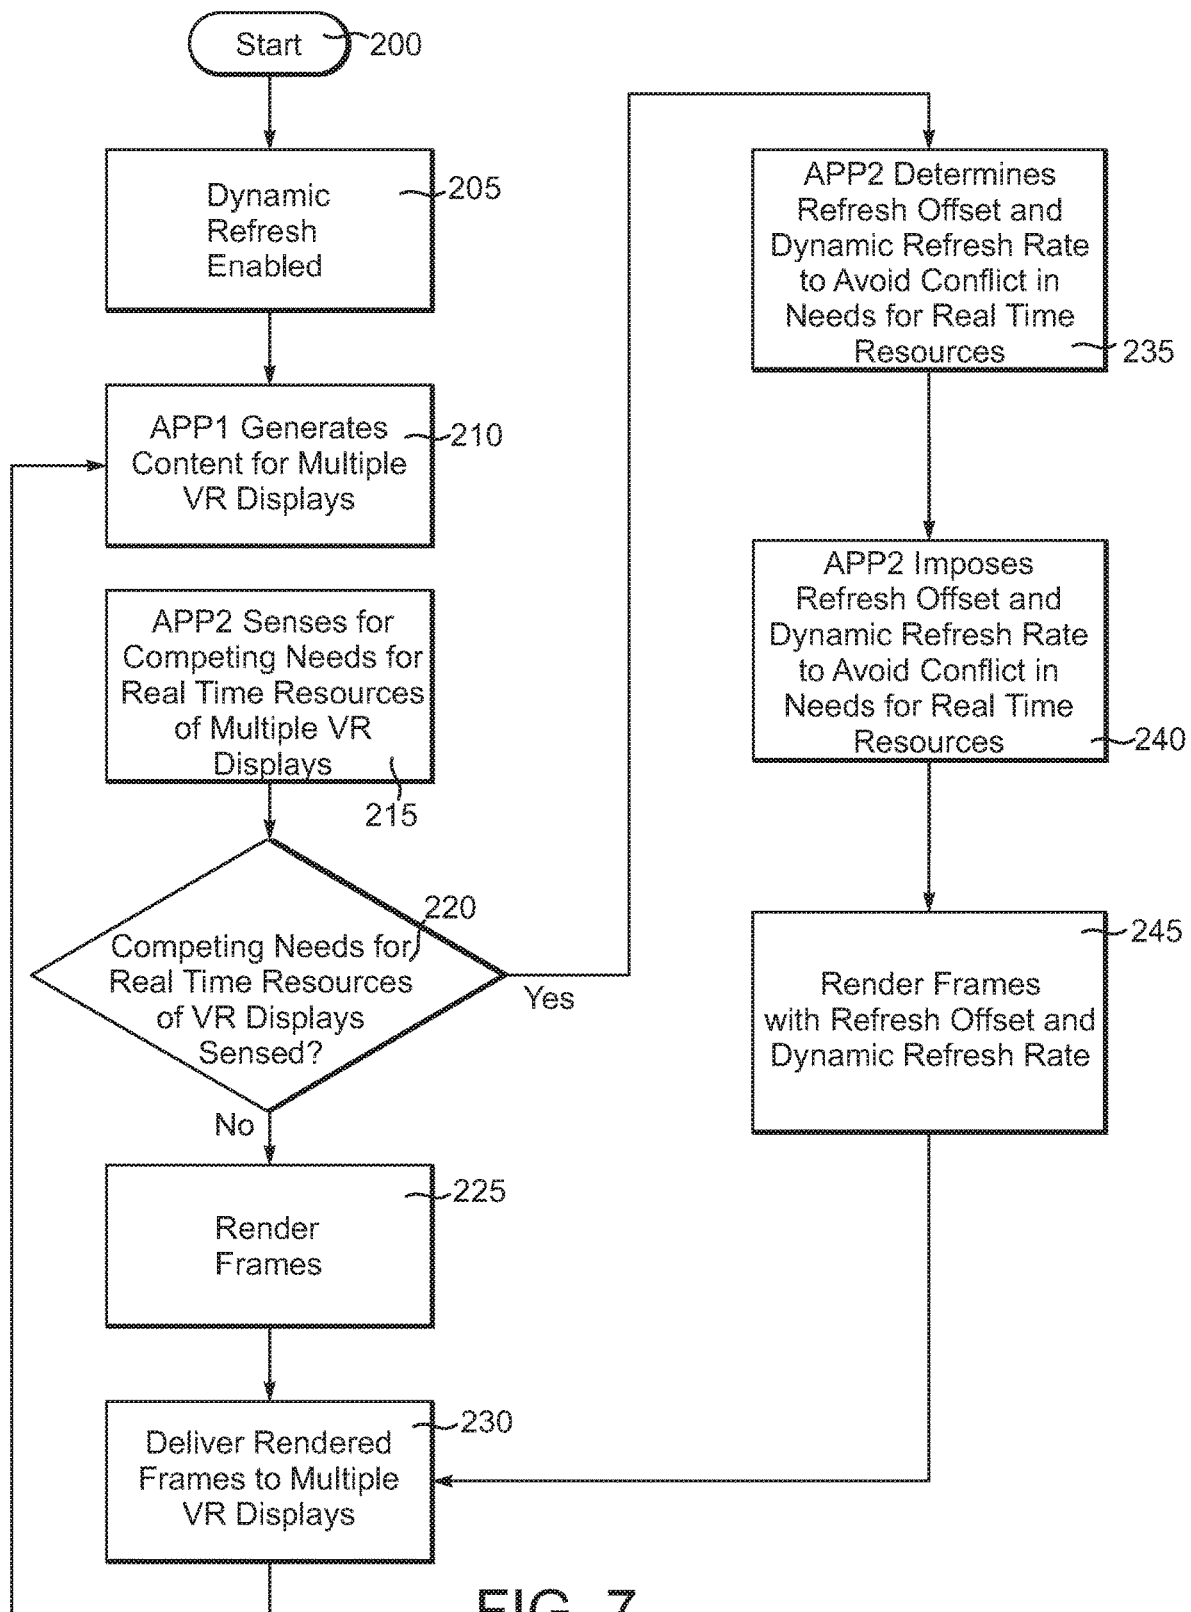 Start
200
Dynamic
Refresh
Enabled
205
APP1 Generates
Content for Multiple
VR Displays
210
APP2 Senses for
Competing Needs for
Real Time Resources
of Multiple VR
Displays
215
220
Competing Needs for
Real Time Resources
of VR Displays
Sensed?
Yes
No
225
Render
Frames
230
Deliver Rendered
Frames to Multiple
VR Displays
APP2 Determines
Refresh Offset and
Dynamic Refresh Rate
to Avoid Conflict in
Needs for Real Time
Resources
235
APP2 Imposes
Refresh Offset and
Dynamic Refresh Rate
to Avoid Conflict in
Needs for Real Time
Resources
240
245
Render Frames
with Refresh Offset and
Dynamic Refresh Rate
FIG. 7